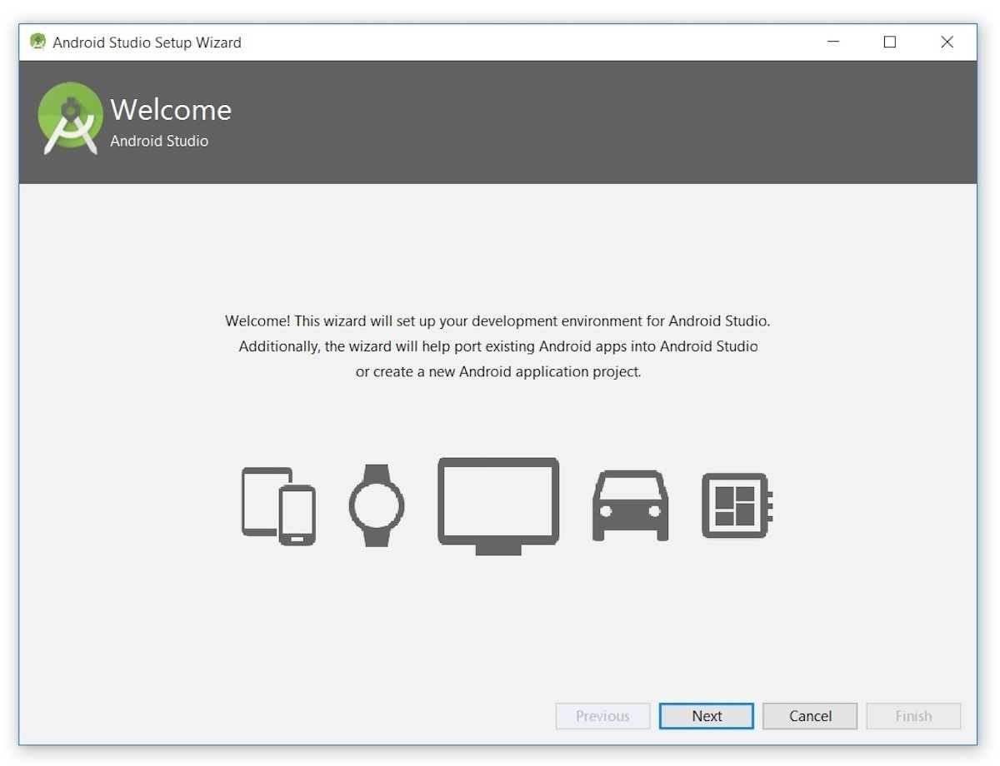 Android Studio Setup Wizard
Welcome
Android Studio
Welcome! This wizard will set up your development environment for Android Studio.
Additionally, the wizard will help port existing Android apps into Android Studio
or create a new Android application project.
Previous Next Cancel Finish